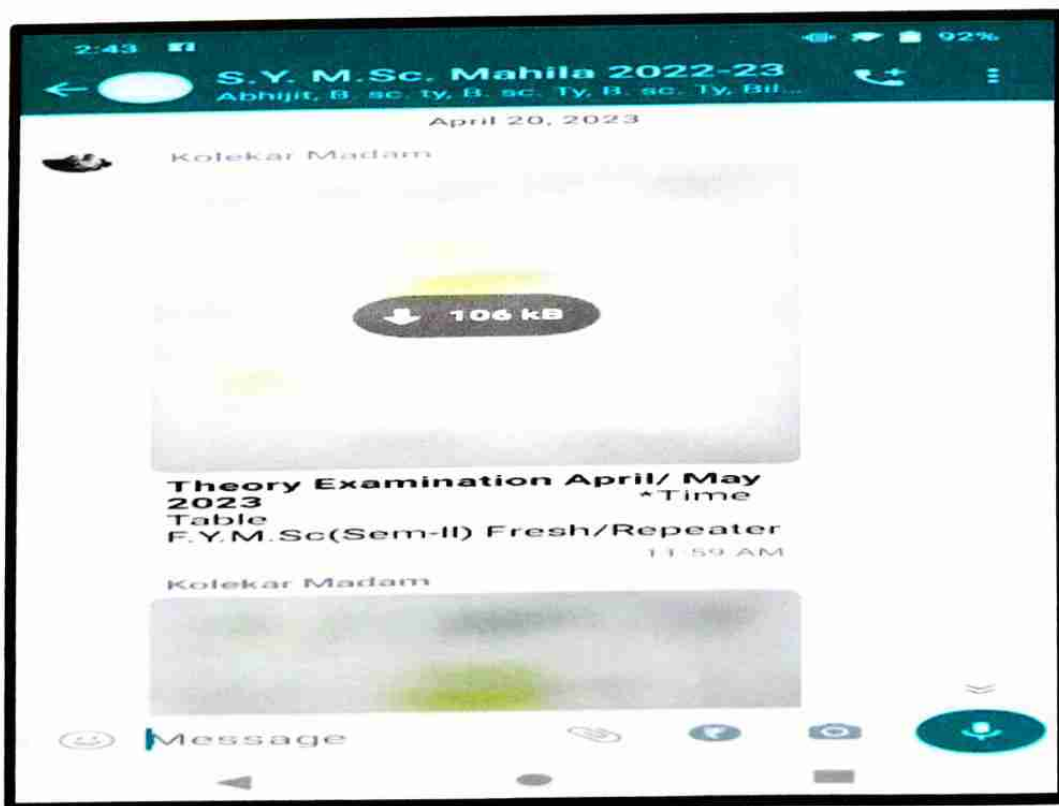 2:43 92%
S.Y. M.Sc. Mahila 2022-23
Abhijit, B. sc. Ty, B. sc. Ty, B. sc. Ty, Bil...
April 20, 2023
Kolekar Madam
106 kB
Theory Examination April/ May
2023 *Time
Table
F.Y.M.Sc(Sem-II) Fresh/Repeater
11:59 AM
Kolekar Madam
Message